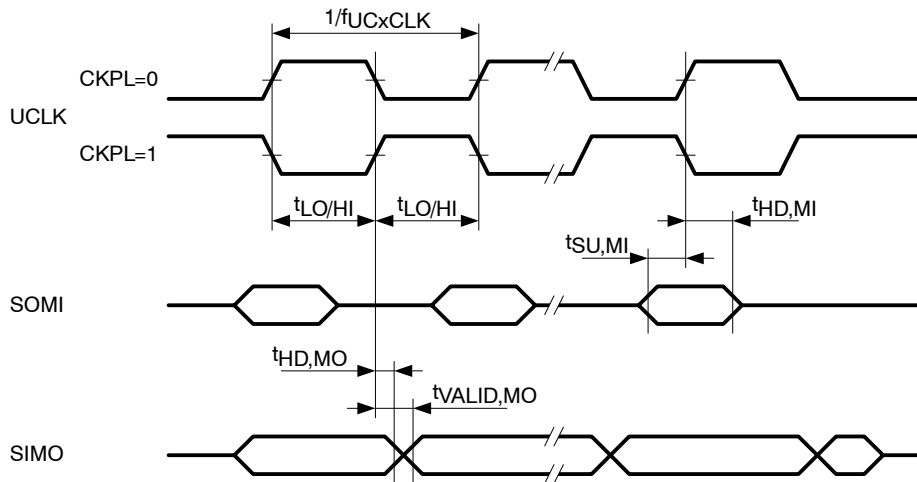 1/fUCxCLK
CKPL=0
UCLK
CKPL=1
tLO/HI tLO/HI tHD,MI
tSU,MI
SOMI
tHD,MO
tVALID,MO
SIMO